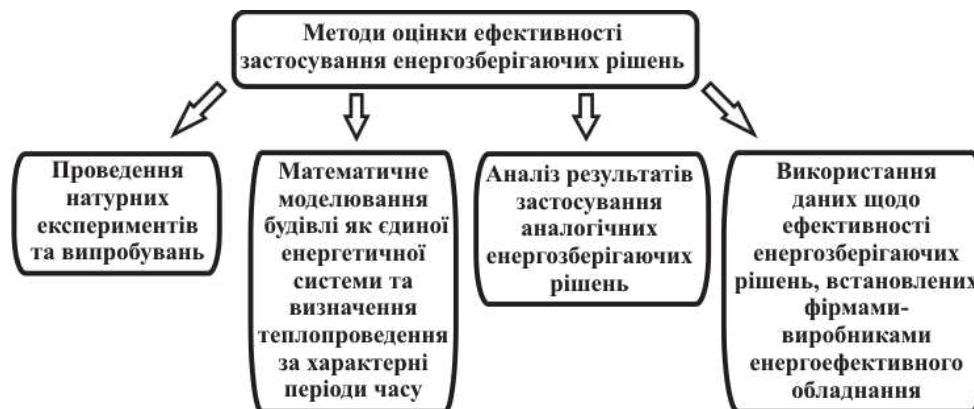 Методи оцінки ефективності
застосування енергозберігаючих рішень
Проведення
натурних
експериментів
та випробувань
Математичне
моделювання
будівлі як єдиної
енергетичної
системи та
визначення
теплопроведення
за характерні
періоди часу
Аналіз результатів
застосування
аналогічних
енергозберігаючих
рішень
Використання
даних щодо
ефективності
енергозберігаючих
рішень, встановлених
фірмами-
виробниками
енергоефективного
обладнання